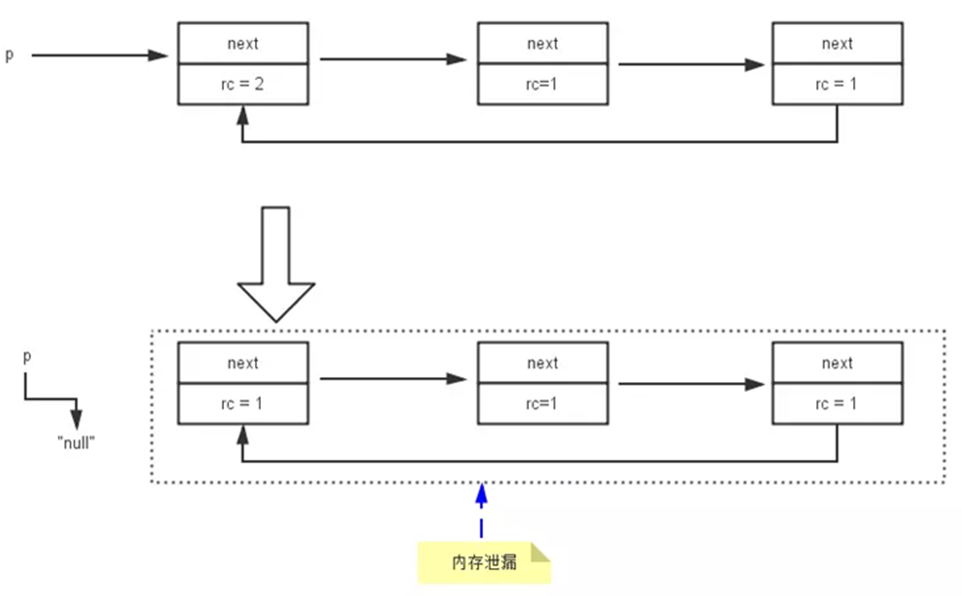 next
next
next
p
rc = 2
rc=1
rc = 1
p
next
next
next
rc = 1
rc=1
rc = 1
"null"
内存泄漏